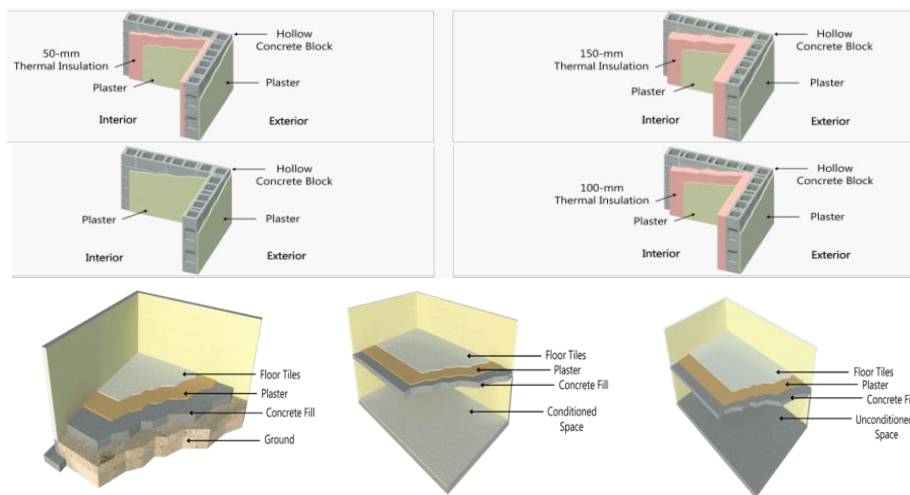 50-mm
Thermal Insulation
Plaster
Hollow
Concrete Block
Plaster
Interior
Exterior
150-mm
Thermal Insulation
Plaster
Hollow
Concrete Block
Plaster
Interior
Exterior
Plaster
Hollow
Concrete Block
Plaster
Interior
Exterior
100-mm
Thermal Insulation
Plaster
Hollow
Concrete Block
Plaster
Interior
Exterior
Floor Tiles
Plaster
Concrete Fill
Ground
Floor Tiles
Plaster
Concrete Fill
Conditioned
Space
Floor Tiles
Plaster
Concrete Fi
Unconditioned
Space